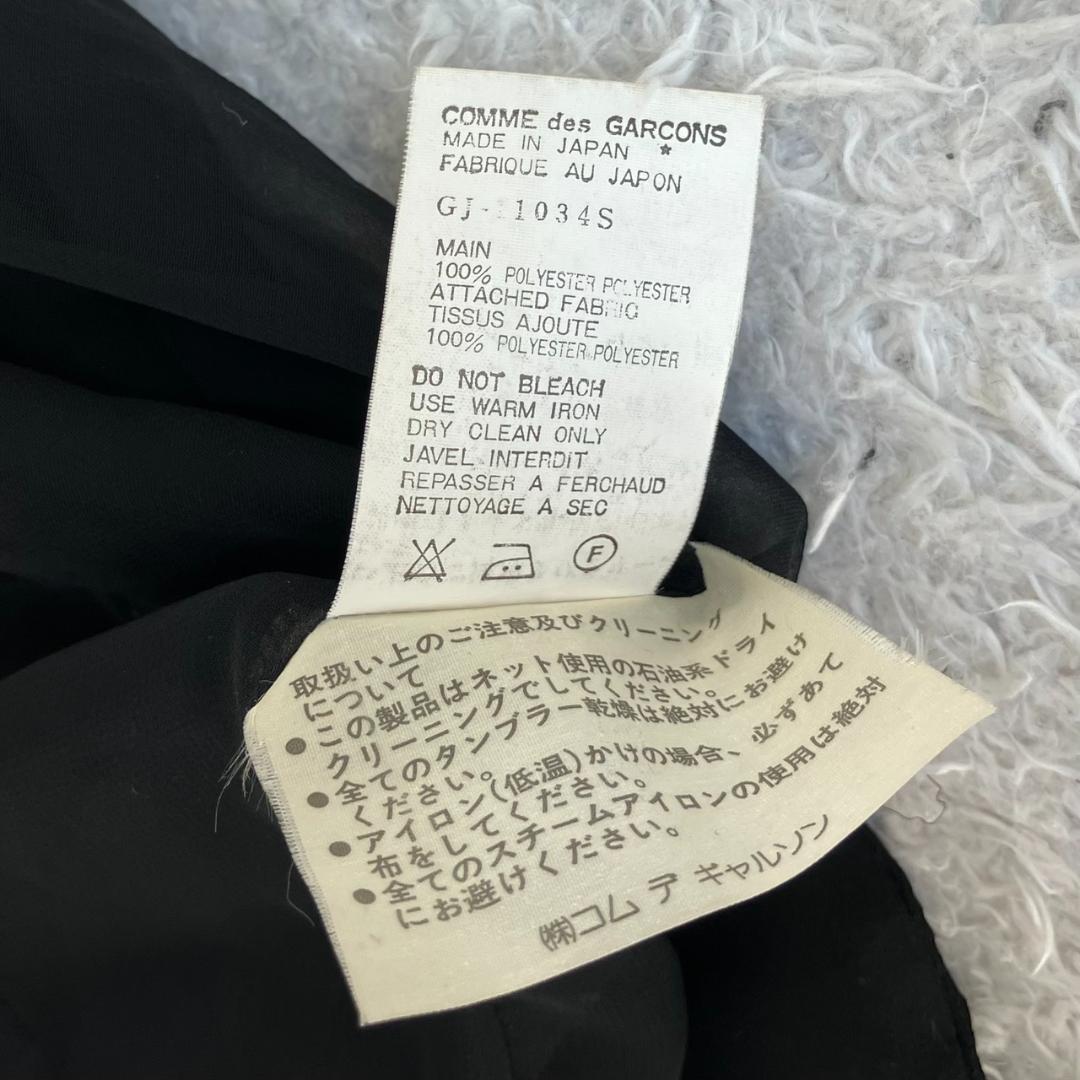 COMME des GARCONS
MADE IN JAPAN *
FABRIQUE AU JAPON
GJ-11034S
MAIN
100% POLYESTER POLYESTER
ATTACHED FABRIC
TISSUS AJOUTE
100% POLYESTER POLYESTER
DO NOT BLEACH
USE WARM IRON
DRY CLEAN ONLY
JAVEL INTERDIT
REPASSER A FERCHAUD
NETTOYAGE A SEC
F
取扱い上のご注意及びクリーニング
について
●この製品はネット使用の石油系ドライ
クリーニングでしてください。
●全てのタンブラー乾燥は絶対にお避け
ください。
●アイロン(低温)かけの場合、必ずあて
布をしてください。
●全てのスチームアイロンの使用は絶対
にお避けください。
㈱コム デ ギャルソン